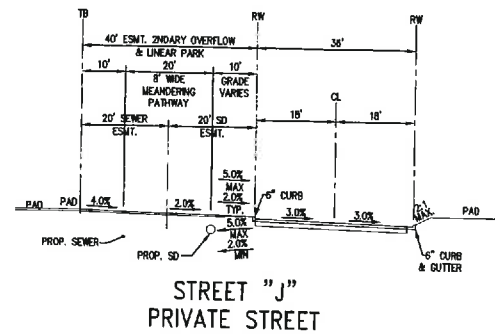 TB
RW
RW
40' ESMT. 2NDARY OVERFLOW
& LINEAR PARK
36'
10'
20'
10'
8' WIDE
MEANDERING
PATHWAY
GRADE
VARIES
CL
20' SEWER
ESMT.
20' SD
ESMT.
18'
18'
5.0%
MAX
2.0%
TYP.
6" CURB
PAD
PAD
4.0%
2.0%
3.0%
3.0%
2:1
MAX.
PAD
5.0%
MAX
2.0%
MIN
PROP. SEWER
PROP. SD
6" CURB
& GUTTER
STREET "J"
PRIVATE STREET